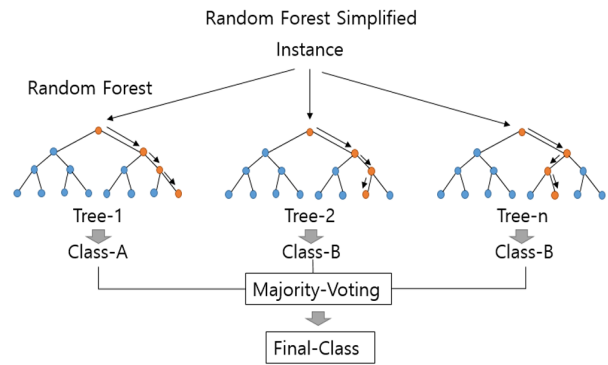 Random Forest Simplified
Instance
Random Forest
Tree-1
Tree-2
Tree-n
Class-A
Class-B
Class-B
Majority-Voting
Final-Class